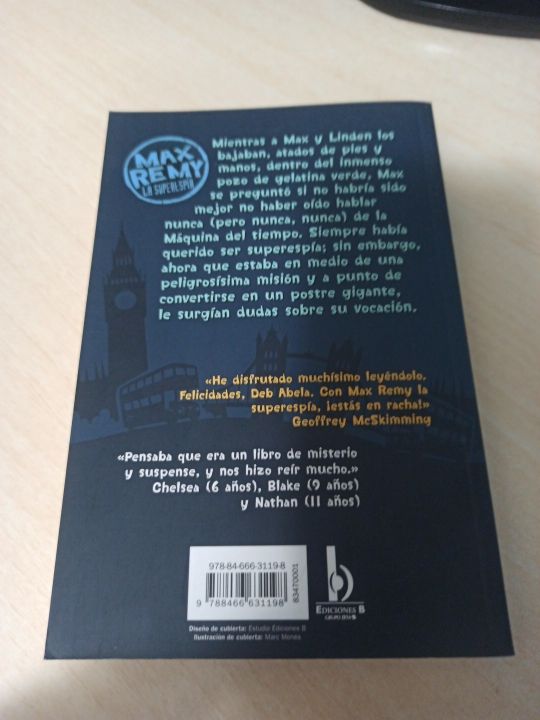 MAX
REMY
LA SUPERESPÍA
Mientras a Max y Linden los
bajaban, atados de pies y
manos, dentro del inmenso
pozo de gelatina verde, Max
se preguntó si no habría sido
mejor no haber oído hablar
nunca (pero nunca, nunca) de la
Máquina del tiempo. Siempre había
querido ser superespía; sin embargo,
ahora que estaba en medio de una
peligrosísima misión y a punto de
convertirse en un postre gigante,
le surgían dudas sobre su vocación.
«He disfrutado muchísimo leyéndolo.
Felicidades, Deb Abela. Con Max Remy la
superespía, ¡estás en racha!»
Geoffrey McSkimming
«Pensaba que era un libro de misterio
y suspense, y nos hizo reír mucho.»
Chelsea (6 años), Blake (9 años)
y Nathan (11 años)
978-84-666-3119-8
9 788466 631198
83470001
b
EDICIONES B
GRUPO ZETA
Diseño de cubierta: Estudio Ediciones B
Ilustración de cubierta: Marc Mones